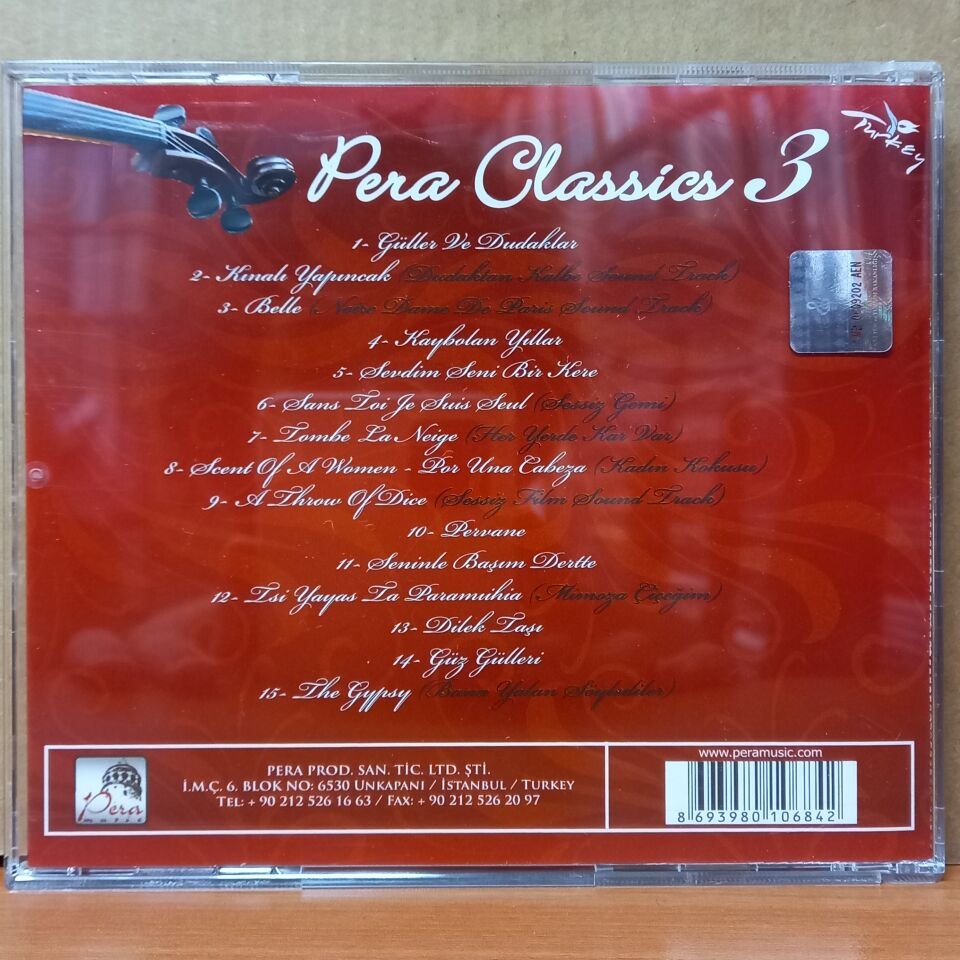 Pera Classics 3
Turkey
1- Güller Ve Dudaklar
2- Kınalı Yapıncak (Dudaktan Kalbe Sound Track)
3- Belle (Notre Dame De Paris Sound Track)
4- Kaybolan Yıllar
5- Sevdim Seni Bir Kere
6- Sans Toi Je Suis Seul (Sessiz Gemi)
7- Tombe La Neige (Her Yerde Kar Var)
8- Scent Of A Women - Por Una Cabeza (Kadın Kokusu)
9- A Throw Of Dice (Sessiz Film Sound Track)
10- Pervane
11- Seninle Başım Dertte
12- Tsi Yayas Ta Paramithia (Mimoza Çiçeğim)
13- Dilek Taşı
14- Güz Gülleri
15- The Gypsy (Bana Yalan Söylediler)
Pera
PERA PROD. SAN. TİC. LTD. ŞTİ.
İ.M.Ç. 6. BLOK NO: 6530 UNKAPANI / İSTANBUL / TURKEY
TEL: + 90 212 526 16 63 / FAX: + 90 212 526 20 97
www.peramusic.com
8 693980 106842